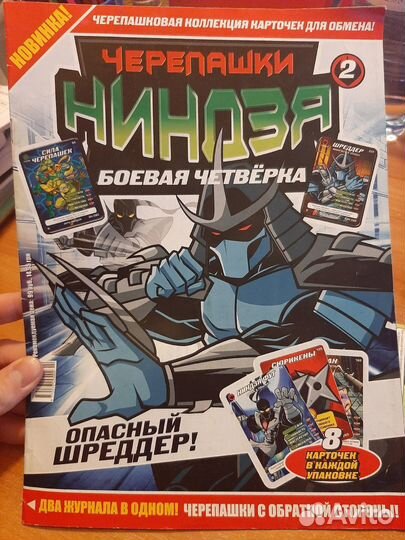 НОВИНКА!
ЧЕРЕПАШКОВАЯ КОЛЛЕКЦИЯ КАРТОЧЕК ДЛЯ ОБМЕНА!
ЧЕРЕПАШКИ
2
НИНДЗЯ
БОЕВАЯ ЧЕТВЁРКА
СИЛА
ЧЕРЕПАШЕК
ШРЕДДЕР
СЮРИКЕНЫ
ОПАСНЫЙ
ШРЕДДЕР!
8
КАРТОЧЕК
В КАЖДОЙ
УПАКОВКЕ
ДВА ЖУРНАЛА В ОДНОМ! ЧЕРЕПАШКИ С ОБРАТНОЙ СТОРОНЫ!
Avito